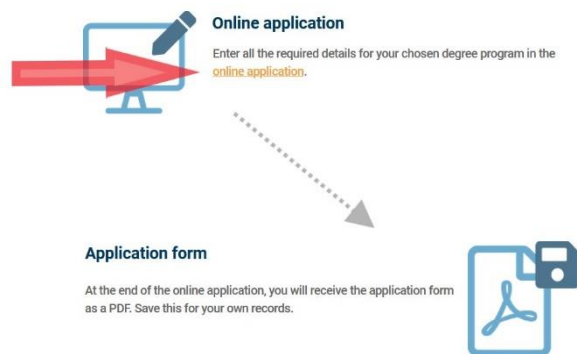 Online application
Enter all the required details for your chosen degree program in the
online application.
Application form
At the end of the online application, you will receive the application form
as a PDF. Save this for your own records.